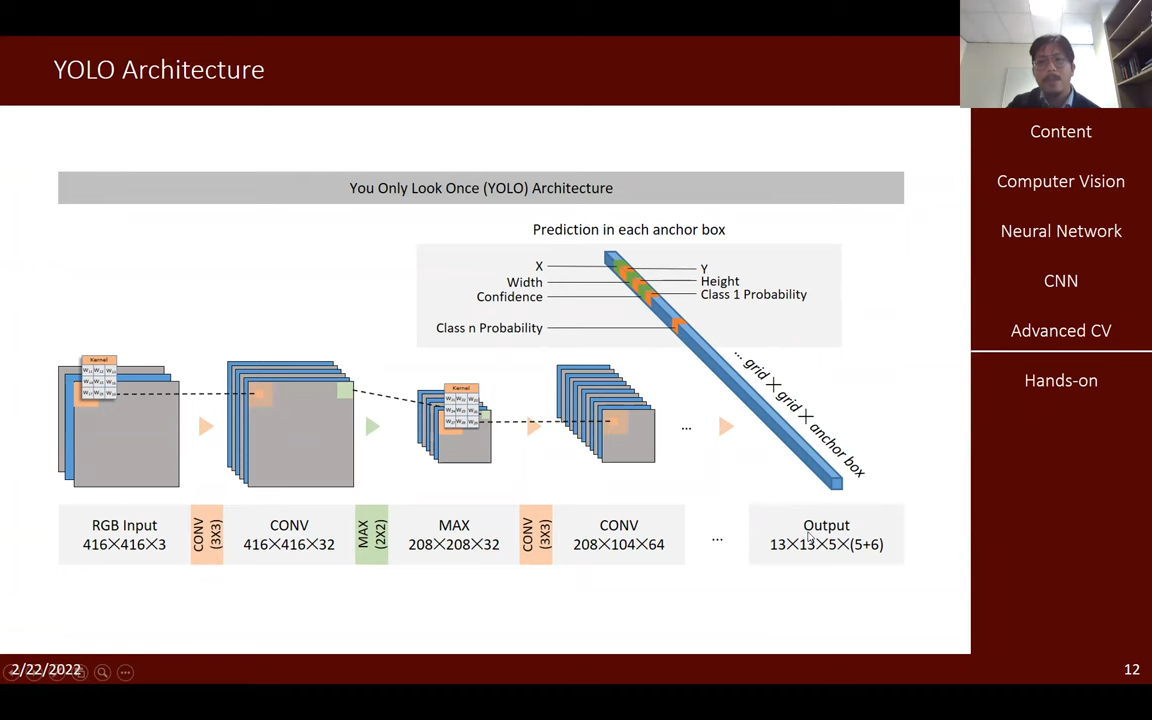 YOLO Architecture
Content
Computer Vision
Neural Network
CNN
Advanced CV
Hands-on
You Only Look Once (YOLO) Architecture
Prediction in each anchor box
X
Y
Width
Height
Confidence
Class 1 Probability
Class n Probability
... grid ✕ grid ✕ anchor box
Kernel
Kernel
...
RGB Input
416✕416✕3
CONV
(3X3)
CONV
416✕416✕32
MAX
(2X2)
MAX
208✕208✕32
CONV
(3X3)
CONV
208✕104✕64
...
Output
13✕13✕5✕(5+6)
2/22/2022
12